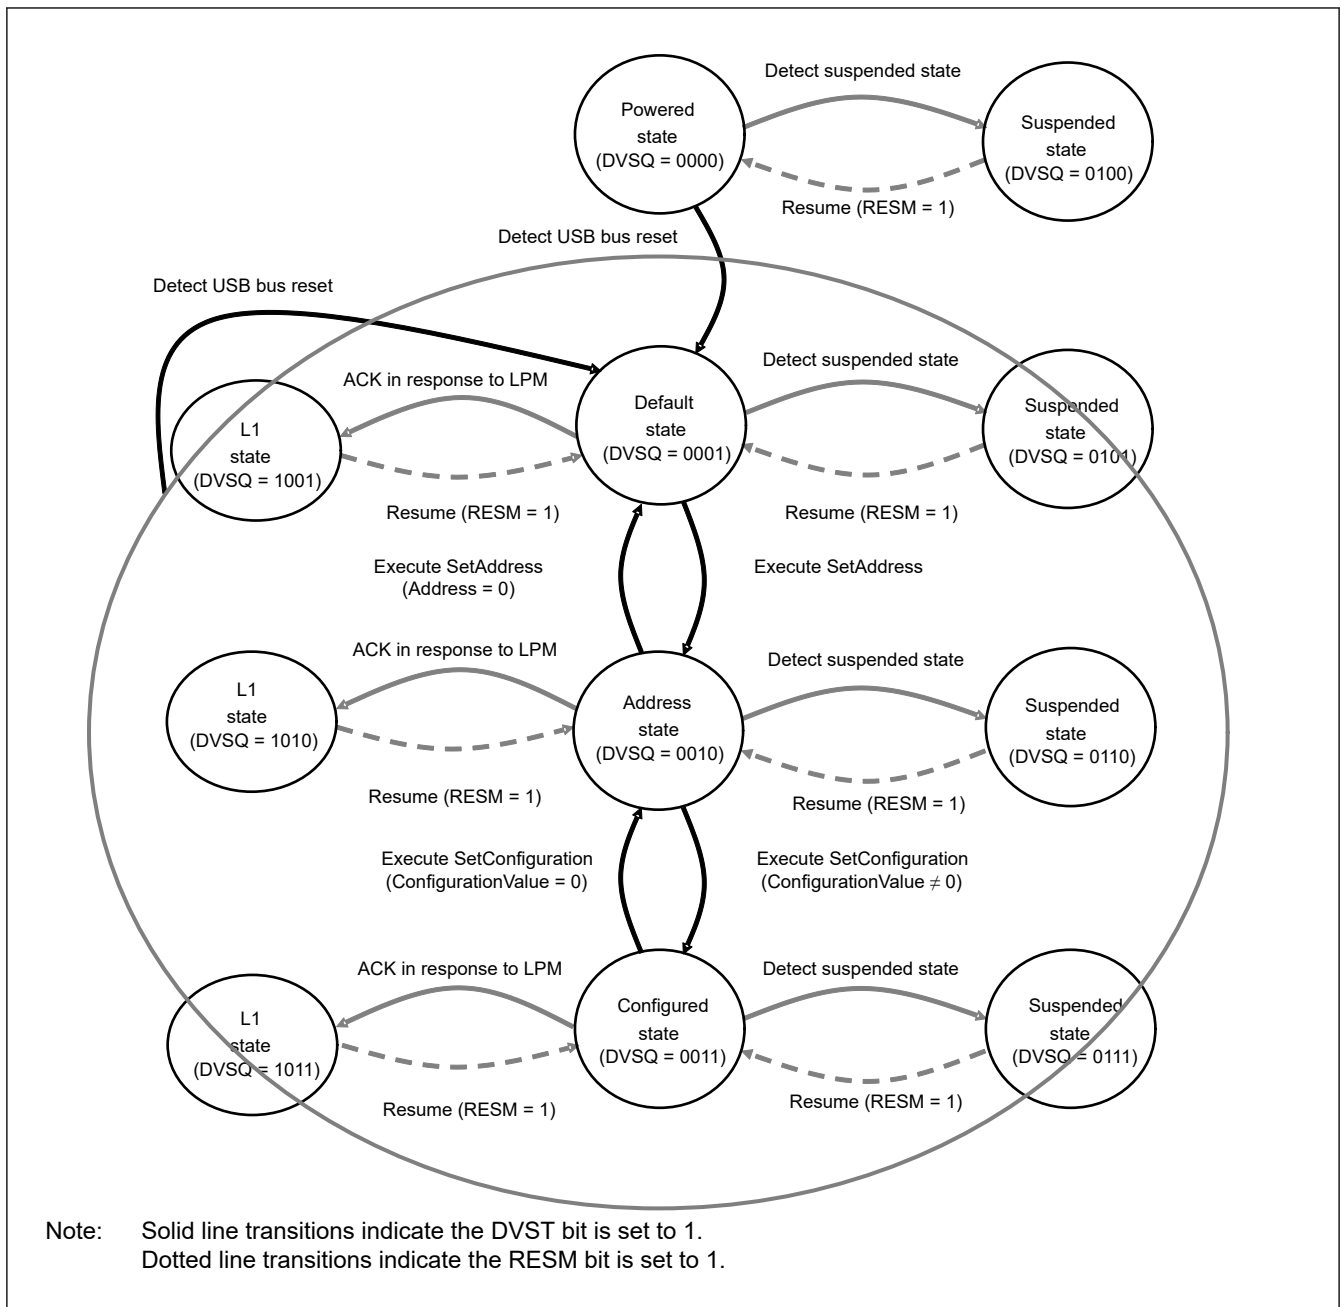 Detect suspended state
Powered
state
(DVSQ = 0000)
Suspended
state
(DVSQ = 0100)
Resume (RESM = 1)
Detect USB bus reset
Detect USB bus reset
Detect suspended state
ACK in response to LPM
Default
state
(DVSQ = 0001)
Suspended
state
(DVSQ = 0101)
L1
state
(DVSQ = 1001)
Resume (RESM = 1)
Resume (RESM = 1)
Execute SetAddress
(Address = 0)
Execute SetAddress
ACK in response to LPM
Detect suspended state
L1
state
(DVSQ = 1010)
Address
state
(DVSQ = 0010)
Suspended
state
(DVSQ = 0110)
Resume (RESM = 1)
Resume (RESM = 1)
Execute SetConfiguration
(ConfigurationValue = 0)
Execute SetConfiguration
(ConfigurationValue ≠ 0)
ACK in response to LPM
Detect suspended state
L1
state
(DVSQ = 1011)
Configured
state
(DVSQ = 0011)
Suspended
state
(DVSQ = 0111)
Resume (RESM = 1)
Resume (RESM = 1)
Note: Solid line transitions indicate the DVST bit is set to 1.
Dotted line transitions indicate the RESM bit is set to 1.